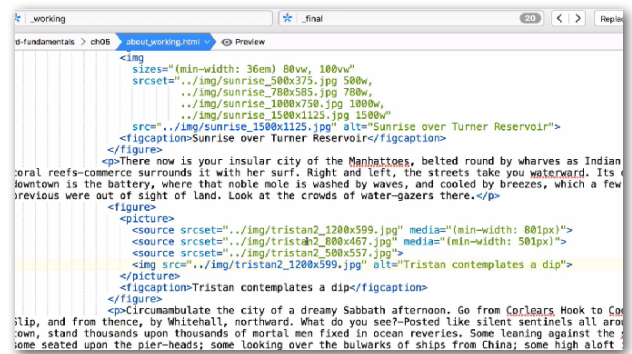 _working _final 20 Replac
rd-fundamentals > ch05 about_working.html Preview
<img
sizes="(min-width: 36em) 80vw, 100vw"
srcset="../img/sunrise_500x375.jpg 500w,
../img/sunrise_780x585.jpg 780w,
../img/sunrise_1000x750.jpg 1000w,
../img/sunrise_1500x1125.jpg 1500w"
src="../img/sunrise_1500x1125.jpg" alt="Sunrise over Turner Reservoir">
<figcaption>Sunrise over Turner Reservoir</figcaption>
</figure>
<p>There now is your insular city of the Manhattoes, belted round by wharves as Indian
coral reefs-commerce surrounds it with her surf. Right and left, the streets take you waterward. Its
downtown is the battery, where that noble mole is washed by waves, and cooled by breezes, which a few
previous were out of sight of land. Look at the crowds of water-gazers there.</p>
<figure>
<picture>
<source srcset="../img/tristan2_1200x599.jpg" media="(min-width: 801px)">
<source srcset="../img/tristan2_800x467.jpg" media="(min-width: 501px)">
<source srcset="../img/tristan2_500x557.jpg">
<img src="../img/tristan2_1200x599.jpg" alt="Tristan contemplates a dip">
</picture>
<figcaption>Tristan contemplates a dip</figcaption>
</figure>
<p>Circumambulate the city of a dreamy Sabbath afternoon. Go from Corlears Hook to Coe
Slip, and from thence, by Whitehall, northward. What do you see?-Posted like silent sentinels all arou
town, stand thousands upon thousands of mortal men fixed in ocean reveries. Some leaning against the
some seated upon the pier-heads; some looking over the bulwarks of ships from China; some high aloft i